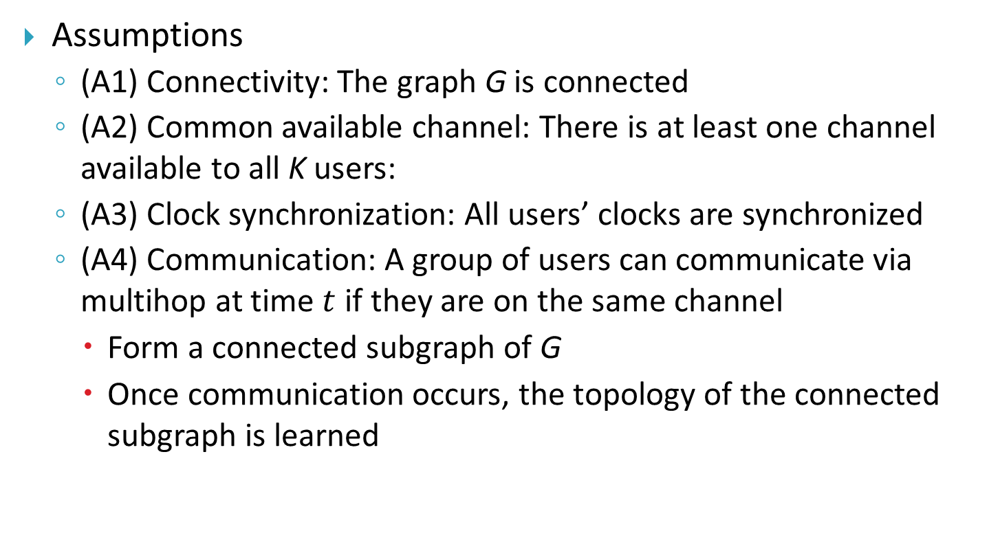 Assumptions
(A1) Connectivity: The graph G is connected
(A2) Common available channel: There is at least one channel
available to all K users:
(A3) Clock synchronization: All users’ clocks are synchronized
(A4) Communication: A group of users can communicate via
multihop at time t if they are on the same channel
Form a connected subgraph of G
Once communication occurs, the topology of the connected
subgraph is learned